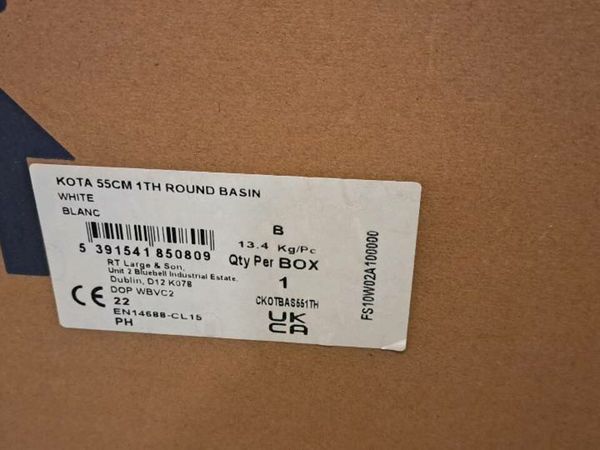 KOTA 55CM 1TH ROUND BASIN
WHITE
BLANC
5 391541 850809
RT Large & Son,
Unit 2 Bluebell Industrial Estate.
Dublin, D12 K078
DOP WBVC2
CE 22
EN14688-CL15
PH
B
13.4 Kg/Pc
Qty Per BOX
1
CKOTBAS551TH
UK
CA
FS10W02A100000